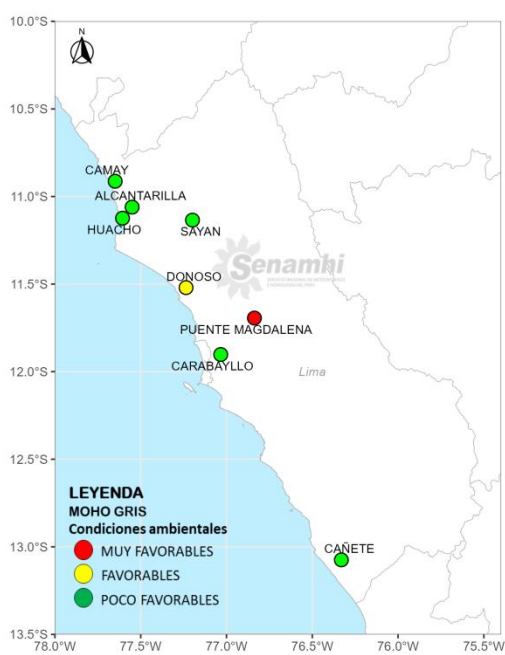 10.0°S
N
10.5°S
CAMAY
11.0°S
ALCANTARILLA
HUACHO
SAYAN
Senamhi
DONOSO
11.5°S
PUENTE MAGDALENA
CARABAYLLO
12.0°S
Lima
12.5°S
LEYENDA
MOHO GRIS
Condiciones ambientales
MUY FAVORABLES
FAVORABLES
POCO FAVORABLES
CAÑETE
13.0°S
13.5°S
78.0°W 77.5°W 77.0°W 76.5°W 76.0°W 75.5°W